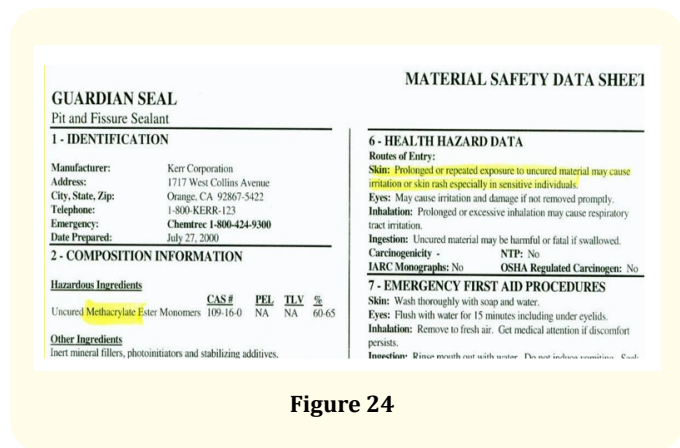 MATERIAL SAFETY DATA SHEET
GUARDIAN SEAL
Pit and Fissure Sealant
1 - IDENTIFICATION
Manufacturer: Kerr Corporation
Address: 1717 West Collins Avenue
City, State, Zip: Orange, CA 92867-5422
Telephone: 1-800-KERR-123
Emergency: Chemtrec 1-800-424-9300
Date Prepared: July 27, 2000
2 - COMPOSITION INFORMATION
Hazardous Ingredients
CAS # PEL TLV %
Uncured Methacrylate Ester Monomers 109-16-0 NA NA 60-65
Other Ingredients
Inert mineral fillers, photoinitiators and stabilizing additives.
6 - HEALTH HAZARD DATA
Routes of Entry:
Skin: Prolonged or repeated exposure to uncured material may cause
irritation or skin rash especially in sensitive individuals.
Eyes: May cause irritation and damage if not removed promptly.
Inhalation: Prolonged or excessive inhalation may cause respiratory
tract irritation.
Ingestion: Uncured material may be harmful or fatal if swallowed.
Carcinogenicity - NTP: No
IARC Monographs: No OSHA Regulated Carcinogen: No
7 - EMERGENCY FIRST AID PROCEDURES
Skin: Wash thoroughly with soap and water.
Eyes: Flush with water for 15 minutes including under eyelids.
Inhalation: Remove to fresh air. Get medical attention if discomfort
persists.
Ingestion: Rinse mouth out with water. Do not induce vomiting. Seek
Figure 24